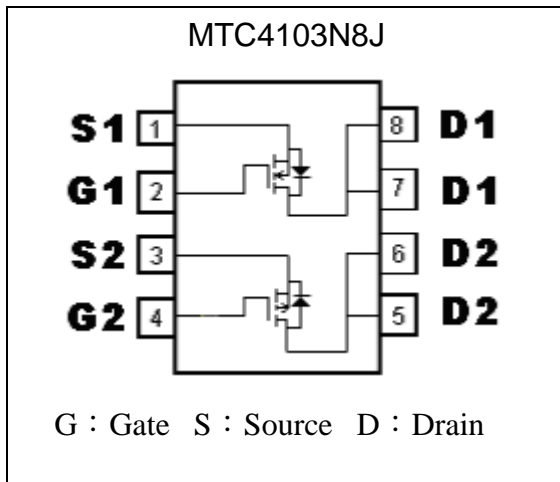 MTC4103N8J
S1 1 8 D1
G1 2 7 D1
S2 3 6 D2
G2 4 5 D2
G：Gate S：Source D：Drain